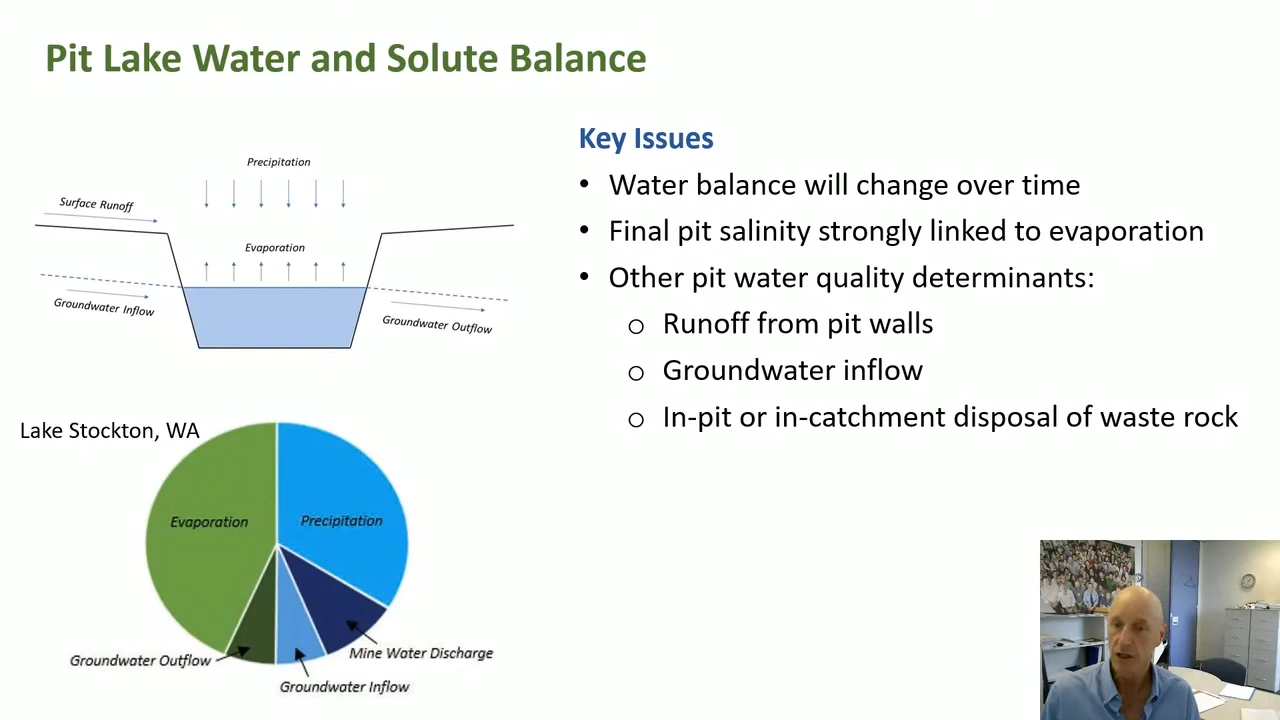 Pit Lake Water and Solute Balance
Precipitation
Surface Runoff
Evaporation
Groundwater Inflow
Groundwater Outflow
Key Issues
• Water balance will change over time
• Final pit salinity strongly linked to evaporation
• Other pit water quality determinants:
o Runoff from pit walls
o Groundwater inflow
o In-pit or in-catchment disposal of waste rock
Lake Stockton, WA
Evaporation
Precipitation
Groundwater Outflow
Mine Water Discharge
Groundwater Inflow